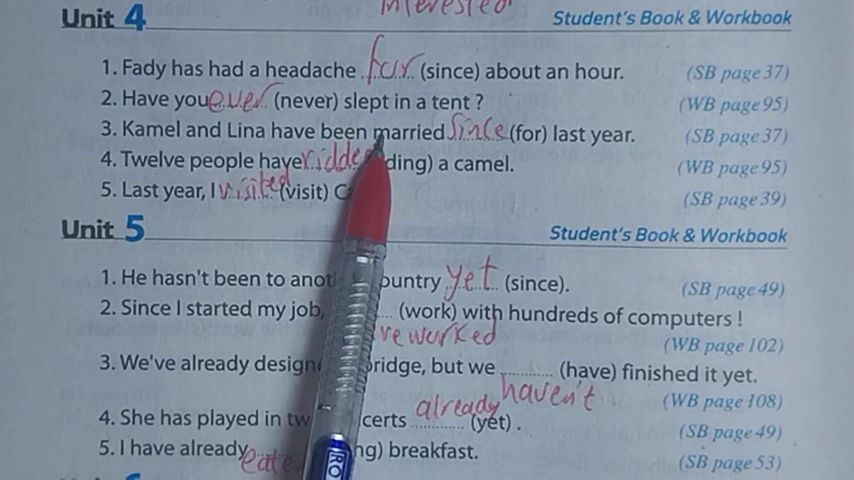 interested
Unit 4 Student's Book & Workbook
1. Fady has had a headache for (since) about an hour. (SB page 37)
2. Have you ever (never) slept in a tent ? (WB page 95)
3. Kamel and Lina have been married since (for) last year. (SB page 37)
4. Twelve people have ding) a camel. (WB page 95)
5. Last year, I visited (visit) (SB page 39)
Unit 5 Student's Book & Workbook
1. He hasn't been to anot ountry yet (since). (SB page 49)
2. Since I started my job, ... (work) with hundreds of computers !
've worked (WB page 102)
3. We've already design bridge, but we .......... (have) finished it yet.
haven't (WB page 108)
4. She has played in tw certs already .......... (yet) . (SB page 49)
5. I have already eate ng) breakfast. (SB page 53)